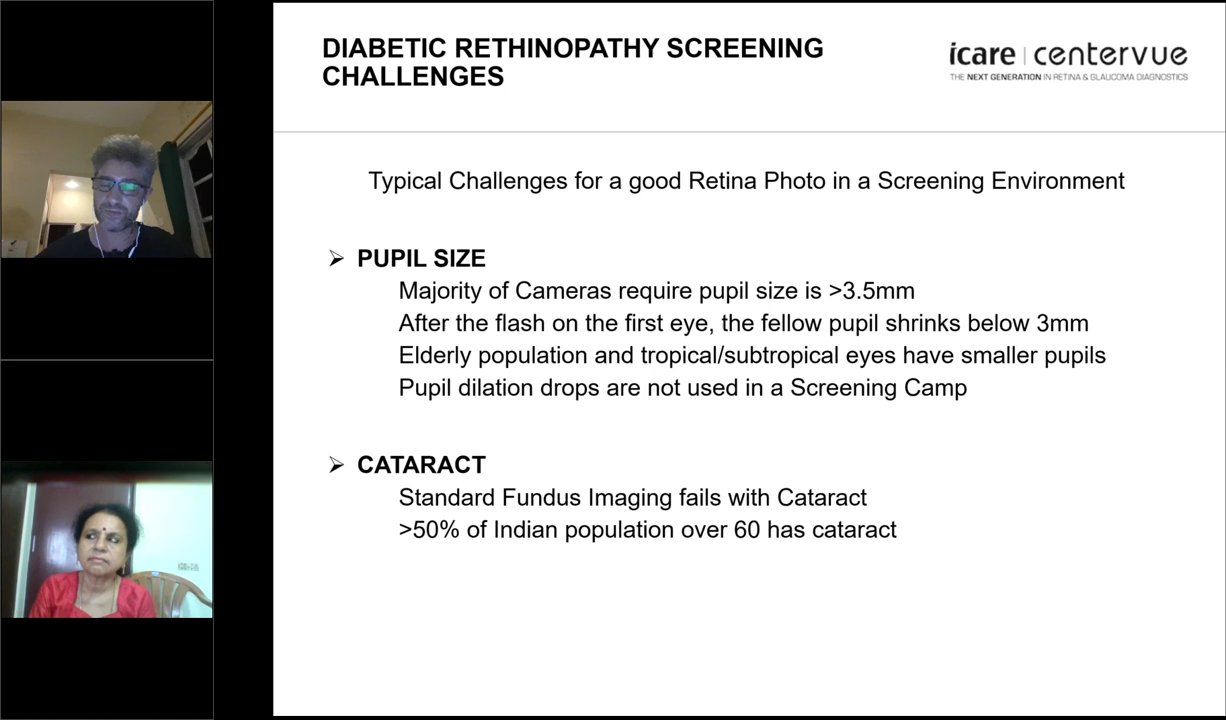 DIABETIC RETHINOPATHY SCREENING
CHALLENGES
icare | centervue
THE NEXT GENERATION IN RETINA & GLAUCOMA DIAGNOSTICS
Typical Challenges for a good Retina Photo in a Screening Environment
➢ PUPIL SIZE
Majority of Cameras require pupil size is >3.5mm
After the flash on the first eye, the fellow pupil shrinks below 3mm
Elderly population and tropical/subtropical eyes have smaller pupils
Pupil dilation drops are not used in a Screening Camp
➢ CATARACT
Standard Fundus Imaging fails with Cataract
>50% of Indian population over 60 has cataract